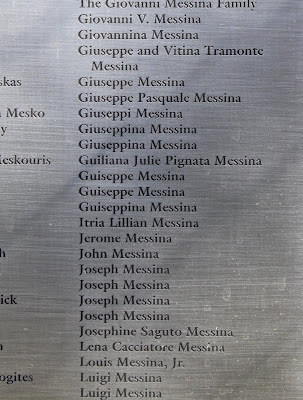 The Giovanni Messina Family
Giovanni V. Messina
Giovannina Messina
Giuseppe and Vitina Tramonte
Messina
skas
Giuseppe Messina
Giuseppe Pasquale Messina
Mesko
Giuseppi Messina
y
Giuseppina Messina
Giuseppina Messina
eskouris
Guiliana Julie Pignata Messina
Guiseppe Messina
Guiseppe Messina
Guiseppina Messina
Itria Lillian Messina
Jerome Messina
h
John Messina
Joseph Messina
Joseph Messina
ick
Joseph Messina
Joseph Messina
Josephine Saguto Messina
Lena Cacciatore Messina
Louis Messina, Jr.
ogites
Luigi Messina
Luigi Messina